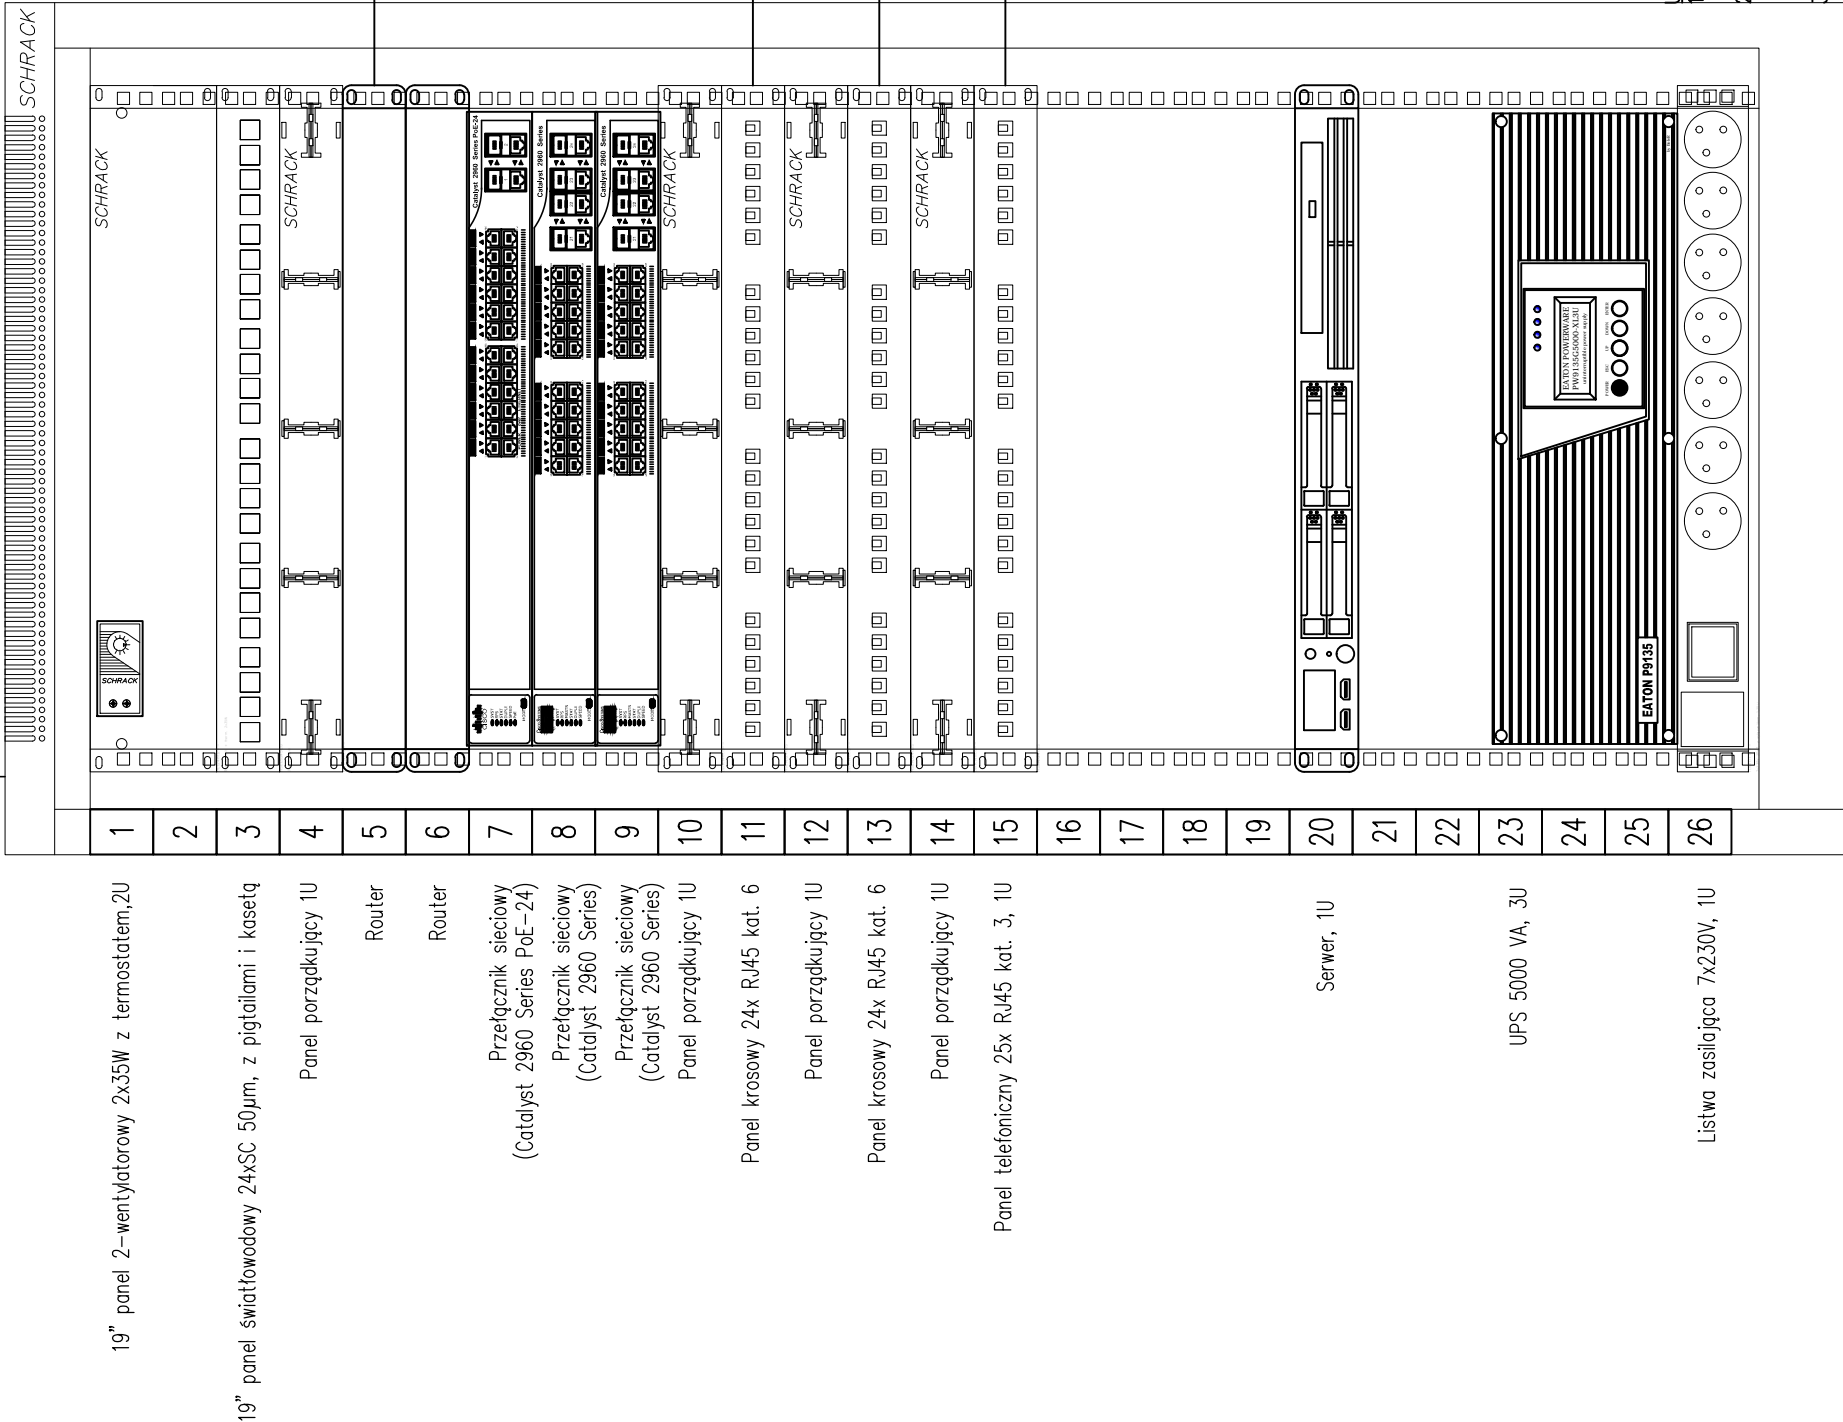 SCHRACK
SCHRACK
SCHRACK
SCHRACK
SCHRACK
SCHRACK
SCHRACK
Catalyst 2960 Series PoE-24
Catalyst 2960 Series
Catalyst 2960 Series
EATON POWERWARE
PW9135G5000-XL3U
uninterruptible power supply
EATON P9135
1
2
3
4
5
6
7
8
9
10
11
12
13
14
15
16
17
18
19
20
21
22
23
24
25
26
19" panel 2-wentylatorowy 2x35W z termostatem,2U
19" panel światłowodowy 24xSC 50µm, z pigtailami i kasetą
Panel porządkujący 1U
Router
Router
Przełącznik sieciowy
(Catalyst 2960 Series PoE-24)
Przełącznik sieciowy
(Catalyst 2960 Series)
Przełącznik sieciowy
(Catalyst 2960 Series)
Panel porządkujący 1U
Panel krosowy 24x RJ45 kat. 6
Panel porządkujący 1U
Panel krosowy 24x RJ45 kat. 6
Panel porządkujący 1U
Panel telefoniczny 25x RJ45 kat. 3, 1U
Serwer, 1U
UPS 5000 VA, 3U
Listwa zasilająca 7x230V, 1U